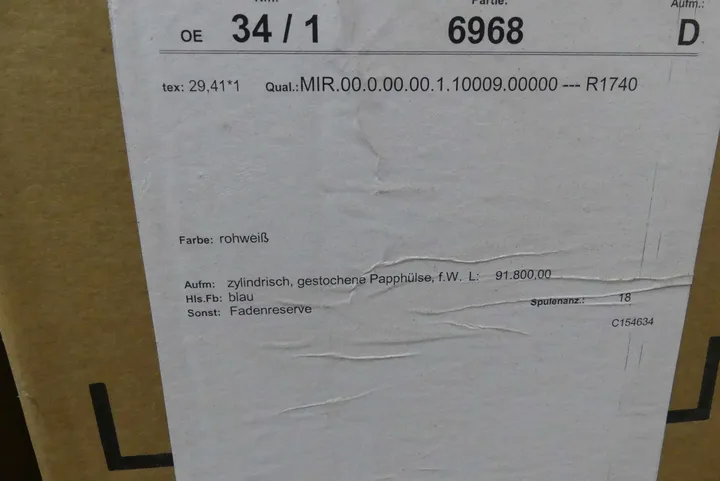 Partie: Aufm.:
OE 34 / 1 6968 D
tex: 29,41*1 Qual.:MIR.00.0.00.00.1.10009.00000 --- R1740
Farbe: rohweiß
Aufm: zylindrisch, gestochene Papphülse, f.W. L: 91.800,00
Hls.Fb: blau Spulenanz.: 18
Sonst: Fadenreserve
C154634